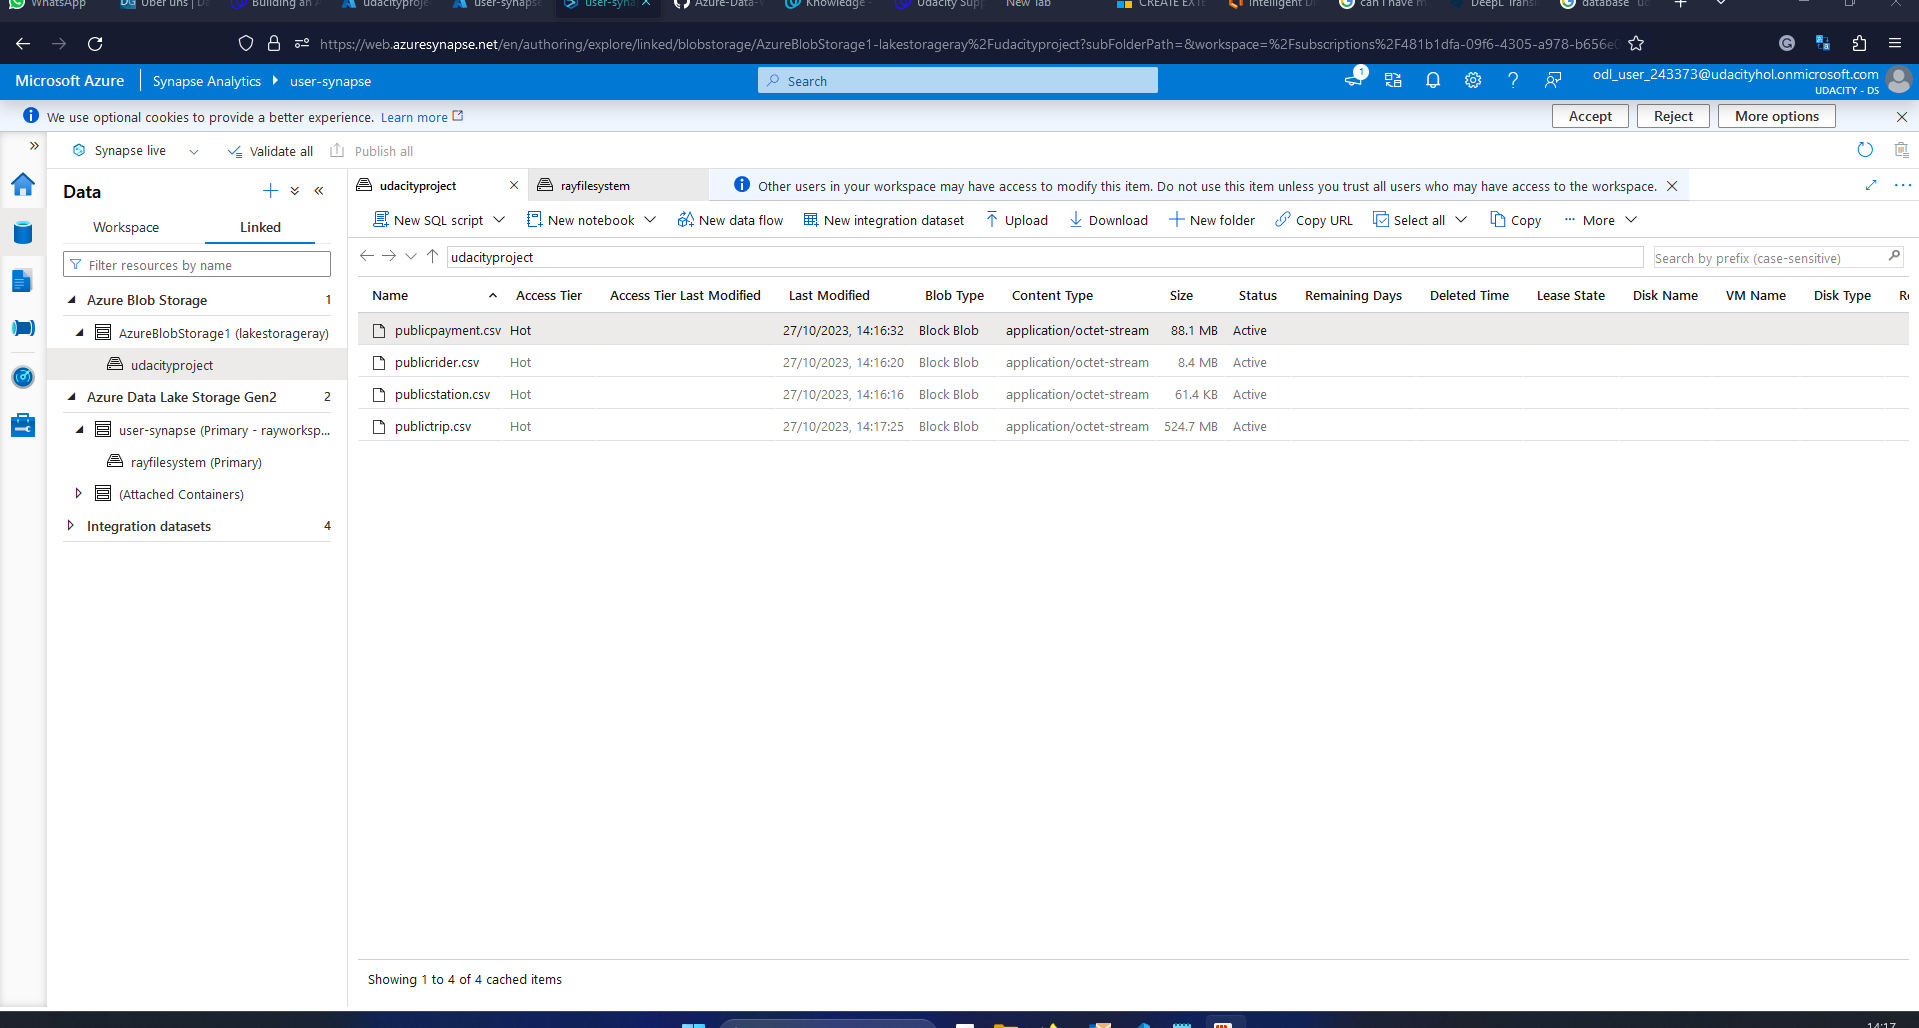 WhatsApp
Über uns | Da
Building an A
udacityproje
user-synapse
user-syna
Azure-Data-
Knowledge -
Udacity Supp
New Tab
CREATE EXTE
Intelligent Di
can i have m
DeepL Transl
database
https://web.azuresynapse.net/en/authoring/explore/linked/blobstorage/AzureBlobStorage1-lakestorageray%2Fudacityproject?subFolderPath=&workspace=%2Fsubscriptions%2F481b1dfa-09f6-4305-a978-b656e0
Microsoft Azure
Synapse Analytics
user-synapse
Search
1
odl_user_243373@udacityhol.onmicrosoft.com
UDACITY - DS
We use optional cookies to provide a better experience. Learn more
Accept
Reject
More options
Synapse live
Validate all
Publish all
Data
Workspace
Linked
Filter resources by name
Azure Blob Storage 1
AzureBlobStorage1 (lakestorageray)
udacityproject
Azure Data Lake Storage Gen2 2
user-synapse (Primary - rayworksp...
rayfilesystem (Primary)
(Attached Containers)
Integration datasets 4
udacityproject
rayfilesystem
Other users in your workspace may have access to modify this item. Do not use this item unless you trust all users who may have access to the workspace.
New SQL script
New notebook
New data flow
New integration dataset
Upload
Download
New folder
Copy URL
Select all
Copy
More
udacityproject
Search by prefix (case-sensitive)
Name Access Tier Access Tier Last Modified Last Modified Blob Type Content Type Size Status Remaining Days Deleted Time Lease State Disk Name VM Name Disk Type Re
publicpayment.csv Hot 27/10/2023, 14:16:32 Block Blob application/octet-stream 88.1 MB Active
publicrider.csv Hot 27/10/2023, 14:16:20 Block Blob application/octet-stream 8.4 MB Active
publicstation.csv Hot 27/10/2023, 14:16:16 Block Blob application/octet-stream 61.4 KB Active
publictrip.csv Hot 27/10/2023, 14:17:25 Block Blob application/octet-stream 524.7 MB Active
Showing 1 to 4 of 4 cached items
14:17